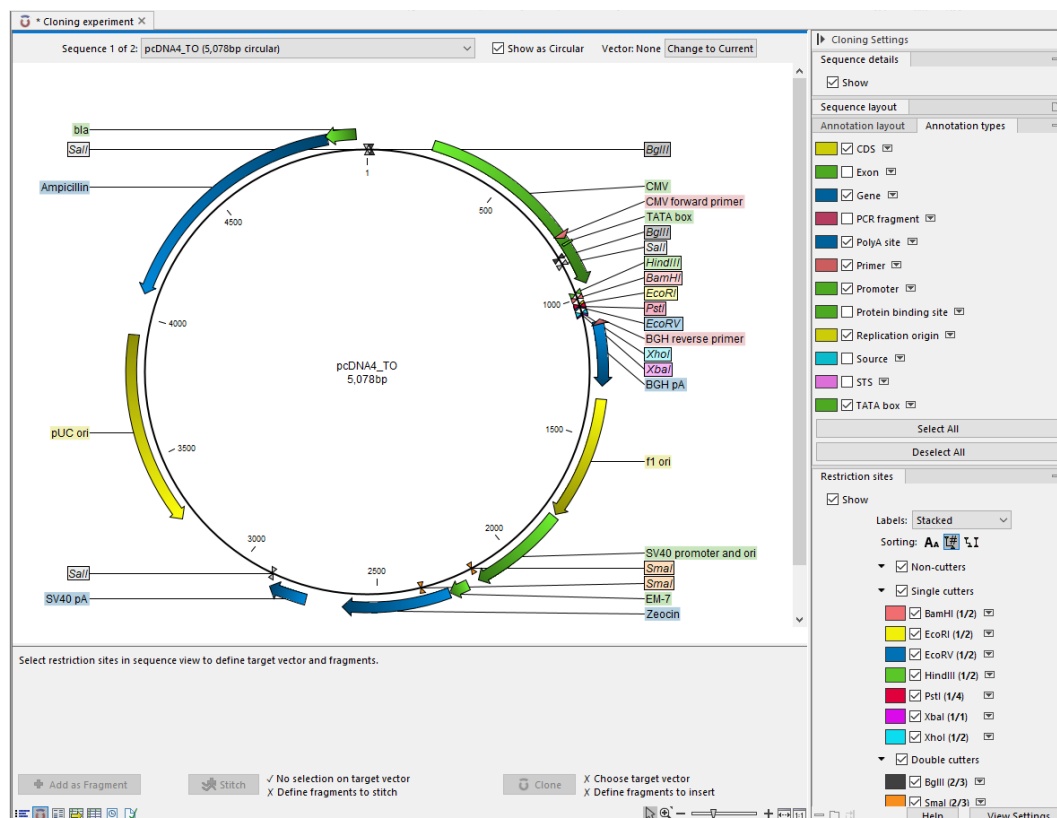 * Cloning experiment
Sequence 1 of 2: pcDNA4_TO (5,078bp circular) Show as Circular Vector: None Change to Current
bla
SalI
Ampicillin
BglII
CMV
CMV forward primer
TATA box
BglII
SalI
HindIII
BamHI
EcoRI
PstI
EcoRV
BGH reverse primer
XhoI
XbaI
BGH pA
f1 ori
SV40 promoter and ori
SmaI
SmaI
EM-7
Zeocin
SalI
SV40 pA
pUC ori
1
500
1000
1500
2000
2500
3000
3500
4000
4500
pcDNA4_TO
5,078bp
Select restriction sites in sequence view to define target vector and fragments.
Add as Fragment
Stitch
✓ No selection on target vector
X Define fragments to stitch
Clone
X Choose target vector
X Define fragments to insert
1:1
Cloning Settings
Sequence details
Show
Sequence layout
Annotation layout Annotation types
CDS
Exon
Gene
PCR fragment
PolyA site
Primer
Promoter
Protein binding site
Replication origin
Source
STS
TATA box
Select All
Deselect All
Restriction sites
Show
Labels: Stacked
Sorting: AA
Non-cutters
Single cutters
BamHI (1/2)
EcoRI (1/2)
EcoRV (1/2)
HindIII (1/2)
PstI (1/4)
XbaI (1/1)
XhoI (1/2)
Double cutters
BglII (2/3)
SmaI (2/3)
Help View Settings